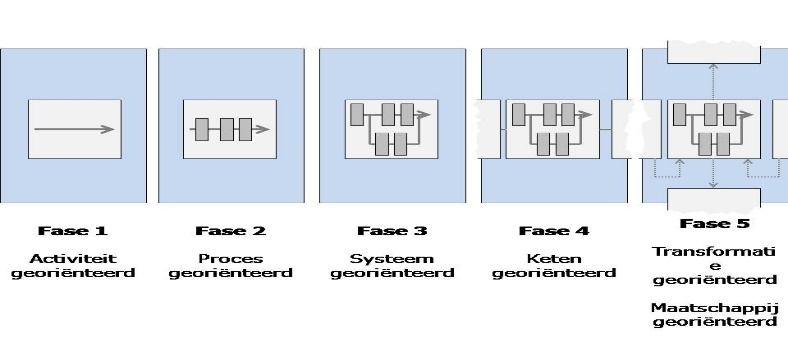 Fase 1
Activiteit
georiënteerd
Fase 2
Proces
georiënteerd
Fase 3
Systeem
georiënteerd
Fase 4
Keten
georiënteerd
Fase 5
Transformati
e
georiënteerd
Maatschappij
georiënteerd